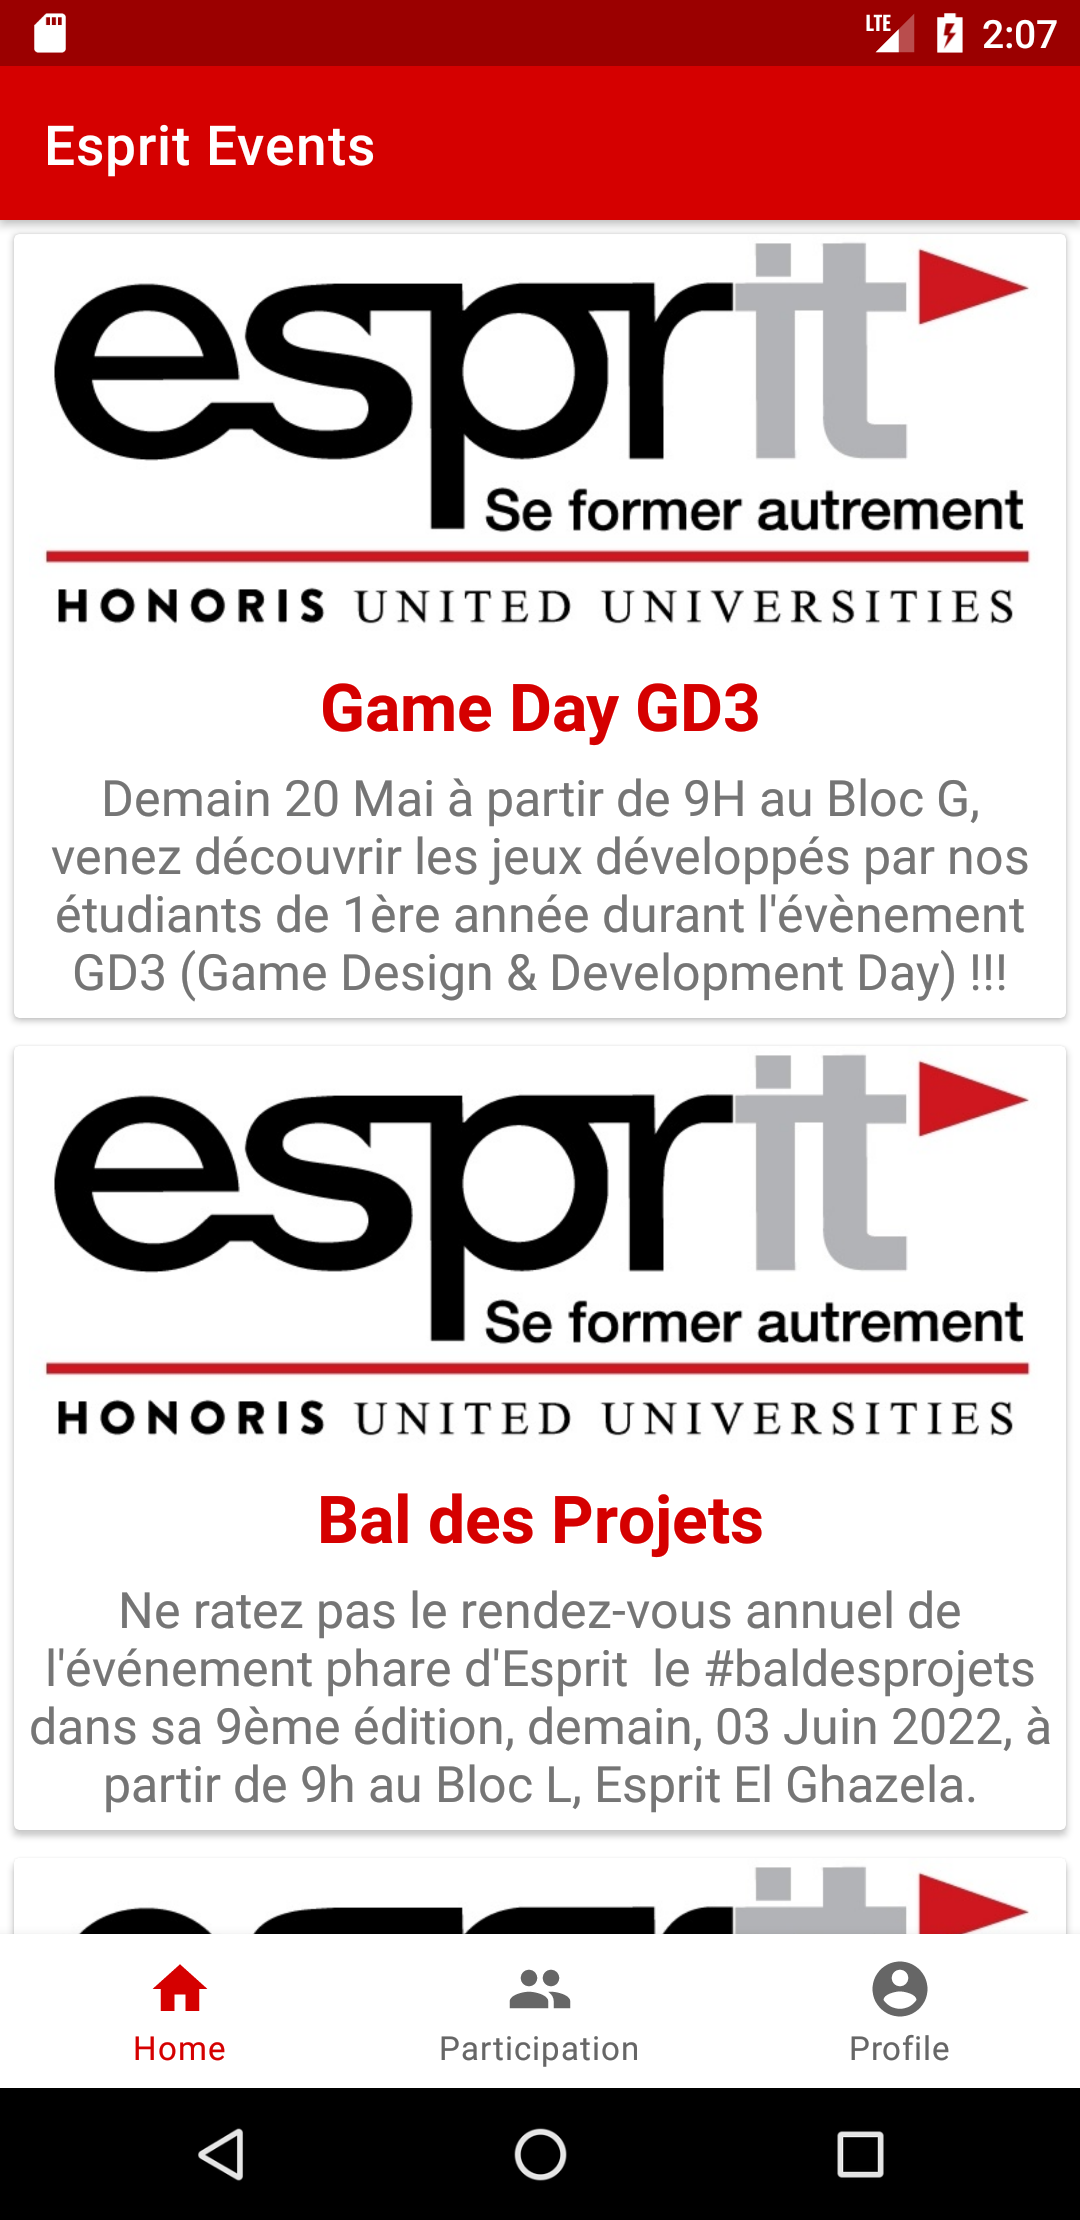 LTE 2:07
Esprit Events
esprit
Se former autrement
HONORIS UNITED UNIVERSITIES
Game Day GD3
Demain 20 Mai à partir de 9H au Bloc G,
venez découvrir les jeux développés par nos
étudiants de 1ère année durant l'évènement
GD3 (Game Design & Development Day) !!!
esprit
Se former autrement
HONORIS UNITED UNIVERSITIES
Bal des Projets
Ne ratez pas le rendez-vous annuel de
l'événement phare d'Esprit  le #baldesprojets
dans sa 9ème édition, demain, 03 Juin 2022, à
partir de 9h au Bloc L, Esprit El Ghazela.
Home Participation Profile